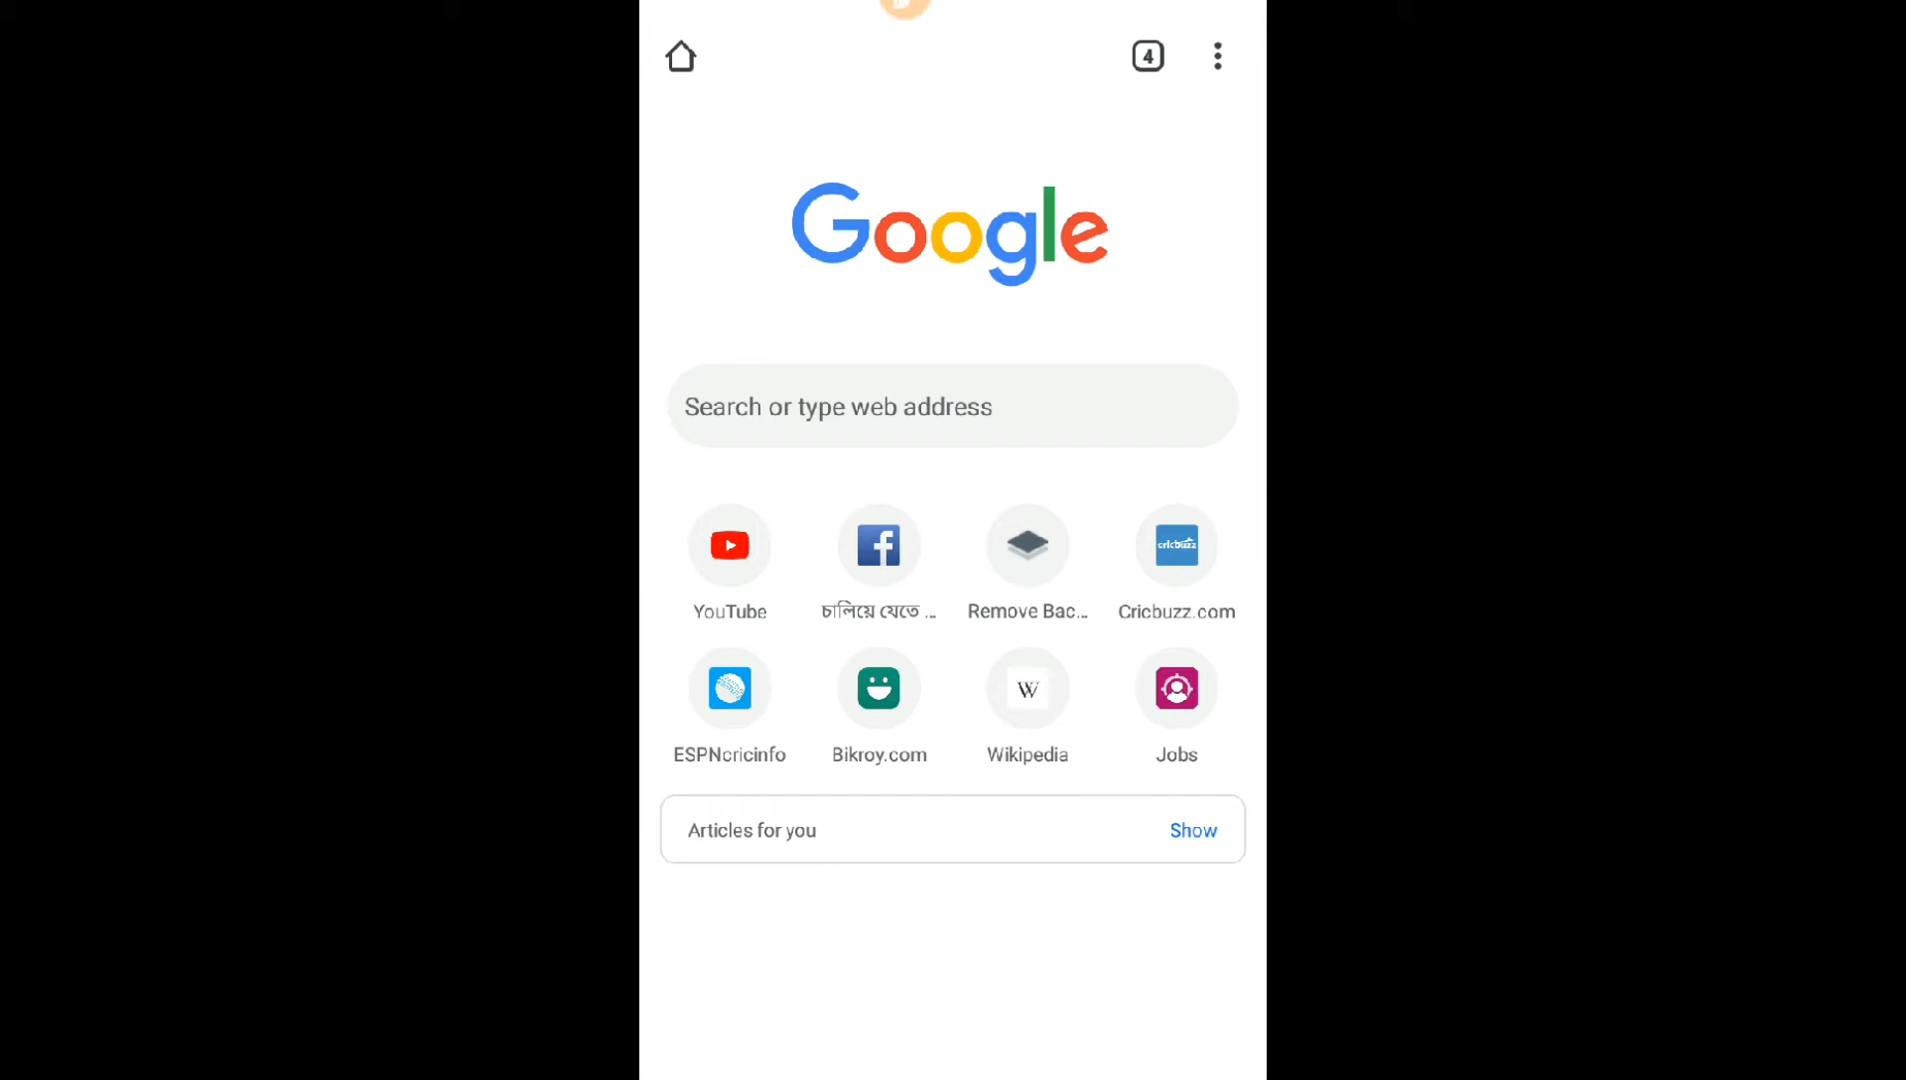 4
Google
Search or type web address
YouTube
চালিয়ে যেতে ...
Remove Bac...
cricbuzz
Cricbuzz.com
W
ESPNcricinfo
Bikroy.com
Wikipedia
Jobs
Articles for you
Show